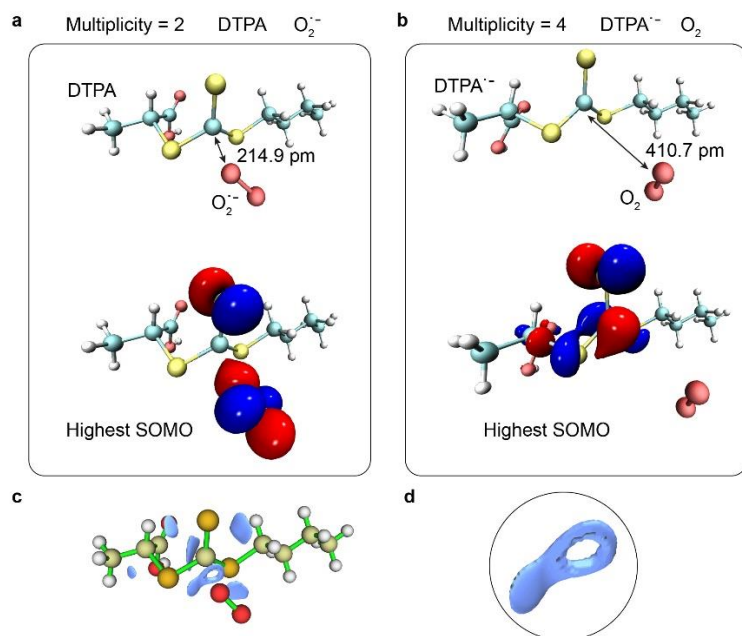 a Multiplicity = 2 DTPA O₂˙⁻
DTPA
214.9 pm
O₂˙⁻
Highest SOMO
b Multiplicity = 4 DTPA˙⁻ O₂
DTPA˙⁻
410.7 pm
O₂
Highest SOMO
c
d